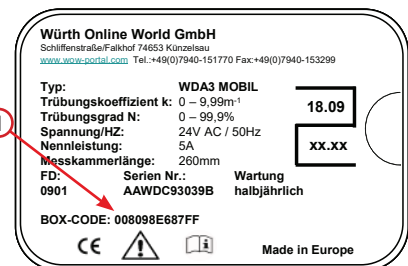 Würth Online World GmbH
Schliffenstraße/Falkhof 74653 Künzelsau
www.wow-portal.com Tel.:+49(0)7940-151770 Fax:+49(0)7940-153299
Typ: WDA3 MOBIL
Trübungskoeffizient k: 0 – 9,99m⁻¹
Trübungsgrad N: 0 – 99,9%
Spannung/HZ: 24V AC / 50Hz
Nennleistung: 5A
Messkammerlänge: 260mm
18.09
xx.xx
FD: Serien Nr.: Wartung
0901 AAWDC93039B halbjährlich
BOX-CODE: 008098E687FF
CE
Made in Europe